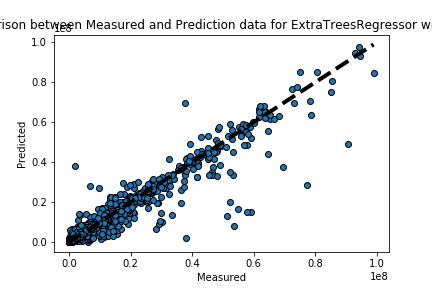 rison between Measured and Prediction data for ExtraTreesRegressor wi
1e8
1.0
0.8
0.6
0.4
0.2
0.0
Predicted
0.0 0.2 0.4 0.6 0.8 1.0
Measured
1e8